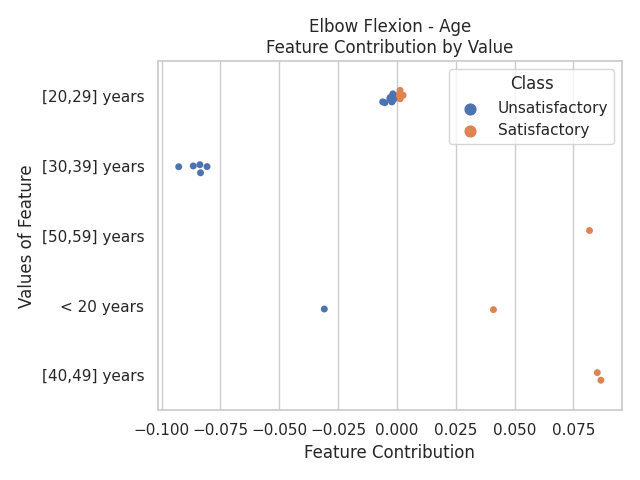 Elbow Flexion - Age
Feature Contribution by Value
Class
Unsatisfactory
Satisfactory
Values of Feature
[20,29] years
[30,39] years
[50,59] years
< 20 years
[40,49] years
−0.100 −0.075 −0.050 −0.025 0.000 0.025 0.050 0.075
Feature Contribution